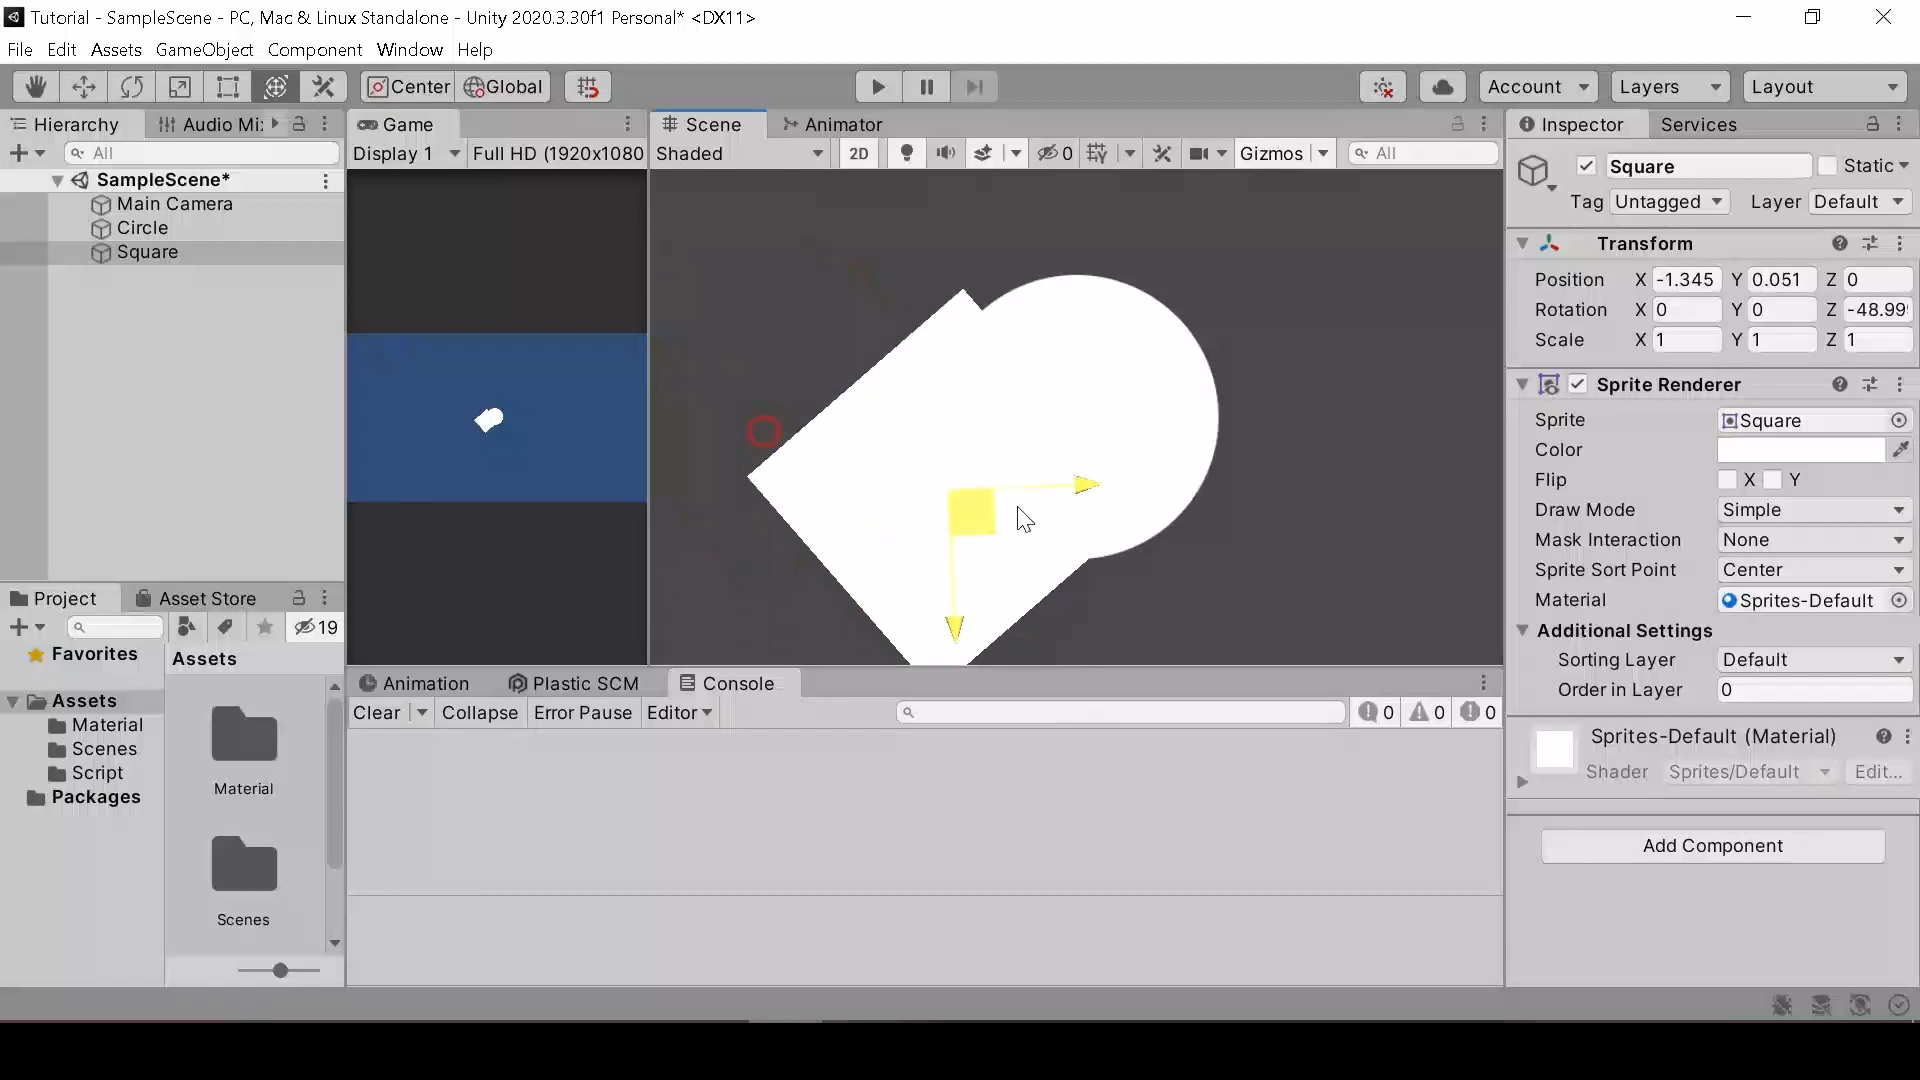 Tutorial - SampleScene - PC, Mac & Linux Standalone - Unity 2020.3.30f1 Personal* <DX11>
File Edit Assets GameObject Component Window Help
Center Global Account Layers Layout
Hierarchy Audio Mi
All
SampleScene*
Main Camera
Circle
Square
Game
Display 1 Full HD (1920x1080
Scene Animator
Shaded 2D 0 Gizmos All
Inspector Services
Square Static
Tag Untagged Layer Default
Transform
Position X -1.345 Y 0.051 Z 0
Rotation X 0 Y 0 Z -48.99
Scale X 1 Y 1 Z 1
Sprite Renderer
Sprite Square
Color
Flip X Y
Draw Mode Simple
Mask Interaction None
Sprite Sort Point Center
Material Sprites-Default
Additional Settings
Sorting Layer Default
Order in Layer 0
Sprites-Default (Material)
Shader Sprites/Default Edit...
Add Component
Project Asset Store
19
Favorites
Assets
Material
Scenes
Script
Packages
Assets
Material
Scenes
Animation Plastic SCM Console
Clear Collapse Error Pause Editor 0 0 0